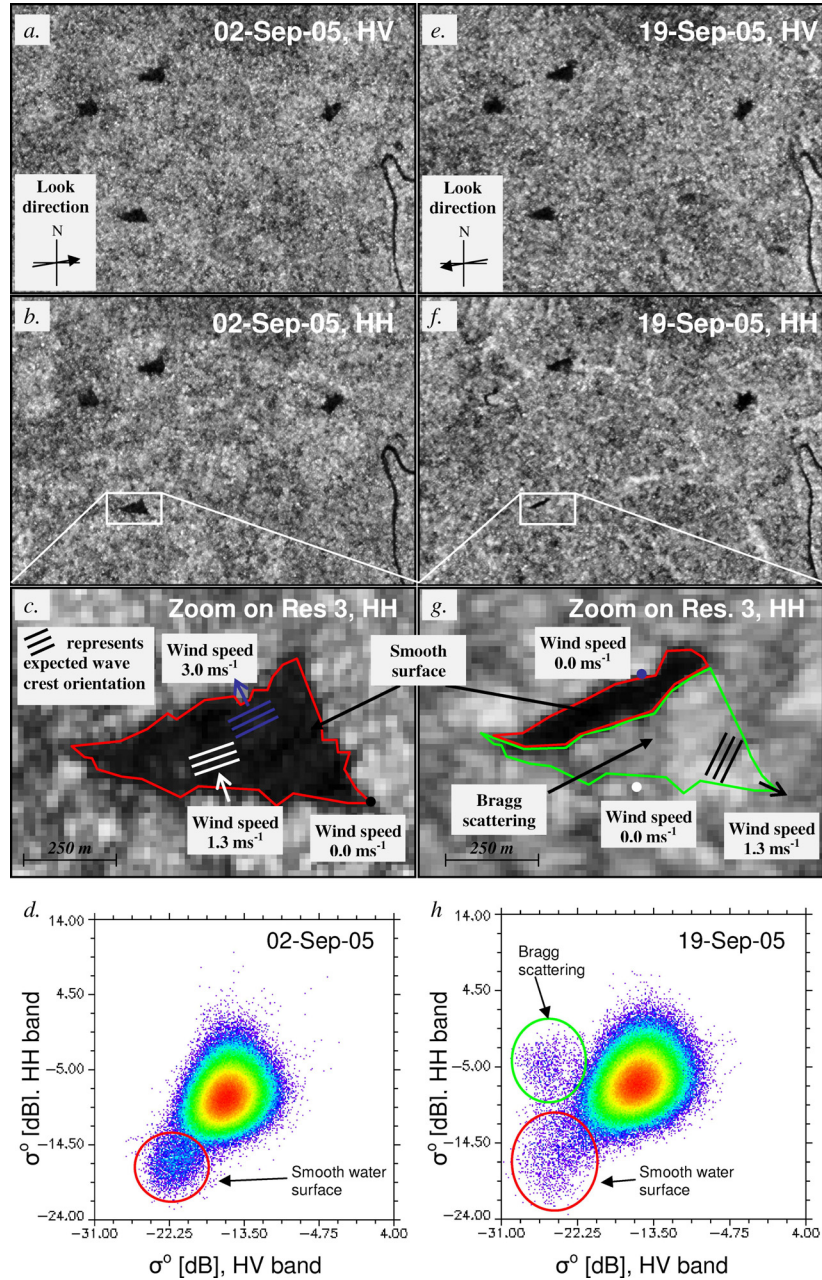 a.
02-Sep-05, HV
Look
direction
N
e.
19-Sep-05, HV
Look
direction
N
b.
02-Sep-05, HH
f.
19-Sep-05, HH
c.
Zoom on Res 3, HH
represents
expected wave
crest orientation
Wind speed
3.0 ms⁻¹
Smooth
surface
Wind speed
1.3 ms⁻¹
Wind speed
0.0 ms⁻¹
250 m
g.
Zoom on Res. 3, HH
Wind speed
0.0 ms⁻¹
Bragg
scattering
Wind speed
0.0 ms⁻¹
Wind speed
1.3 ms⁻¹
250 m
d.
02-Sep-05
14.00
4.50
−5.00
−14.50
−24.00
σ° [dB]. HH band
Smooth water
surface
−31.00 −22.25 −13.50 −4.75 4.00
σ° [dB], HV band
h
19-Sep-05
Bragg
scattering
14.00
4.50
−5.00
−14.50
−24.00
σ° [dB]. HH band
Smooth water
surface
−31.00 −22.25 −13.50 −4.75 4.00
σ° [dB], HV band